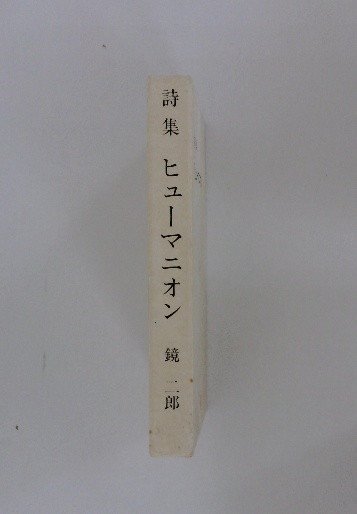 詩集 ヒューマニオン 鏡 二郎